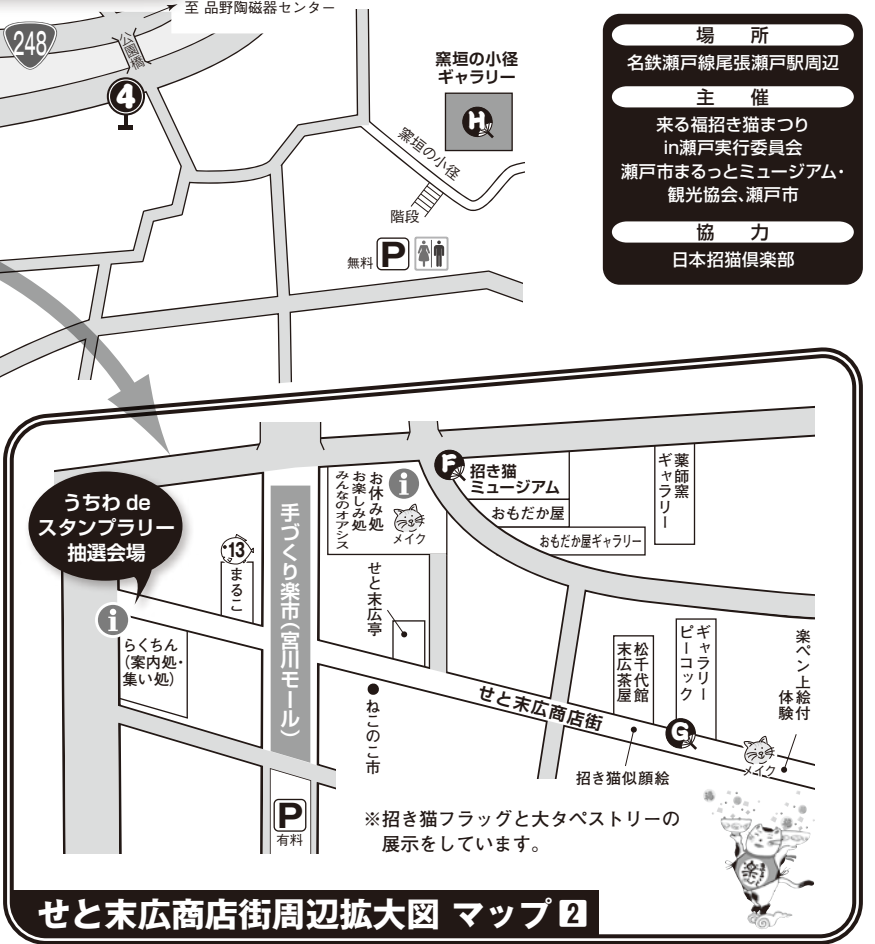 至 品野陶磁器センター
248
公園橋
4
窯垣の小径
ギャラリー
H
窯垣の小径
階段
無料 P
場 所
名鉄瀬戸線尾張瀬戸駅周辺
主 催
来る福招き猫まつり
in瀬戸実行委員会
瀬戸市まるっとミュージアム・
観光協会、瀬戸市
協 力
日本招猫倶楽部
うちわ de
スタンプラリー
抽選会場
i
らくちん
(案内処・
集い処)
13
まるこ
手づくり楽市(宮川モール)
P
有料
お休み処
お楽しみ処
みんなのオアシス
i
メイク
せと末広亭
ねこのこ市
F
招き猫
ミュージアム
おもだか屋
おもだか屋ギャラリー
薬師窯
ギャラリー
せと末広商店街
松千代館
末広茶屋
ギャラリー
ピーコック
G
楽ペン上絵付
体験
メイク
招き猫似顔絵
※招き猫フラッグと大タペストリーの
展示をしています。
せと末広商店街周辺拡大図 マップ2